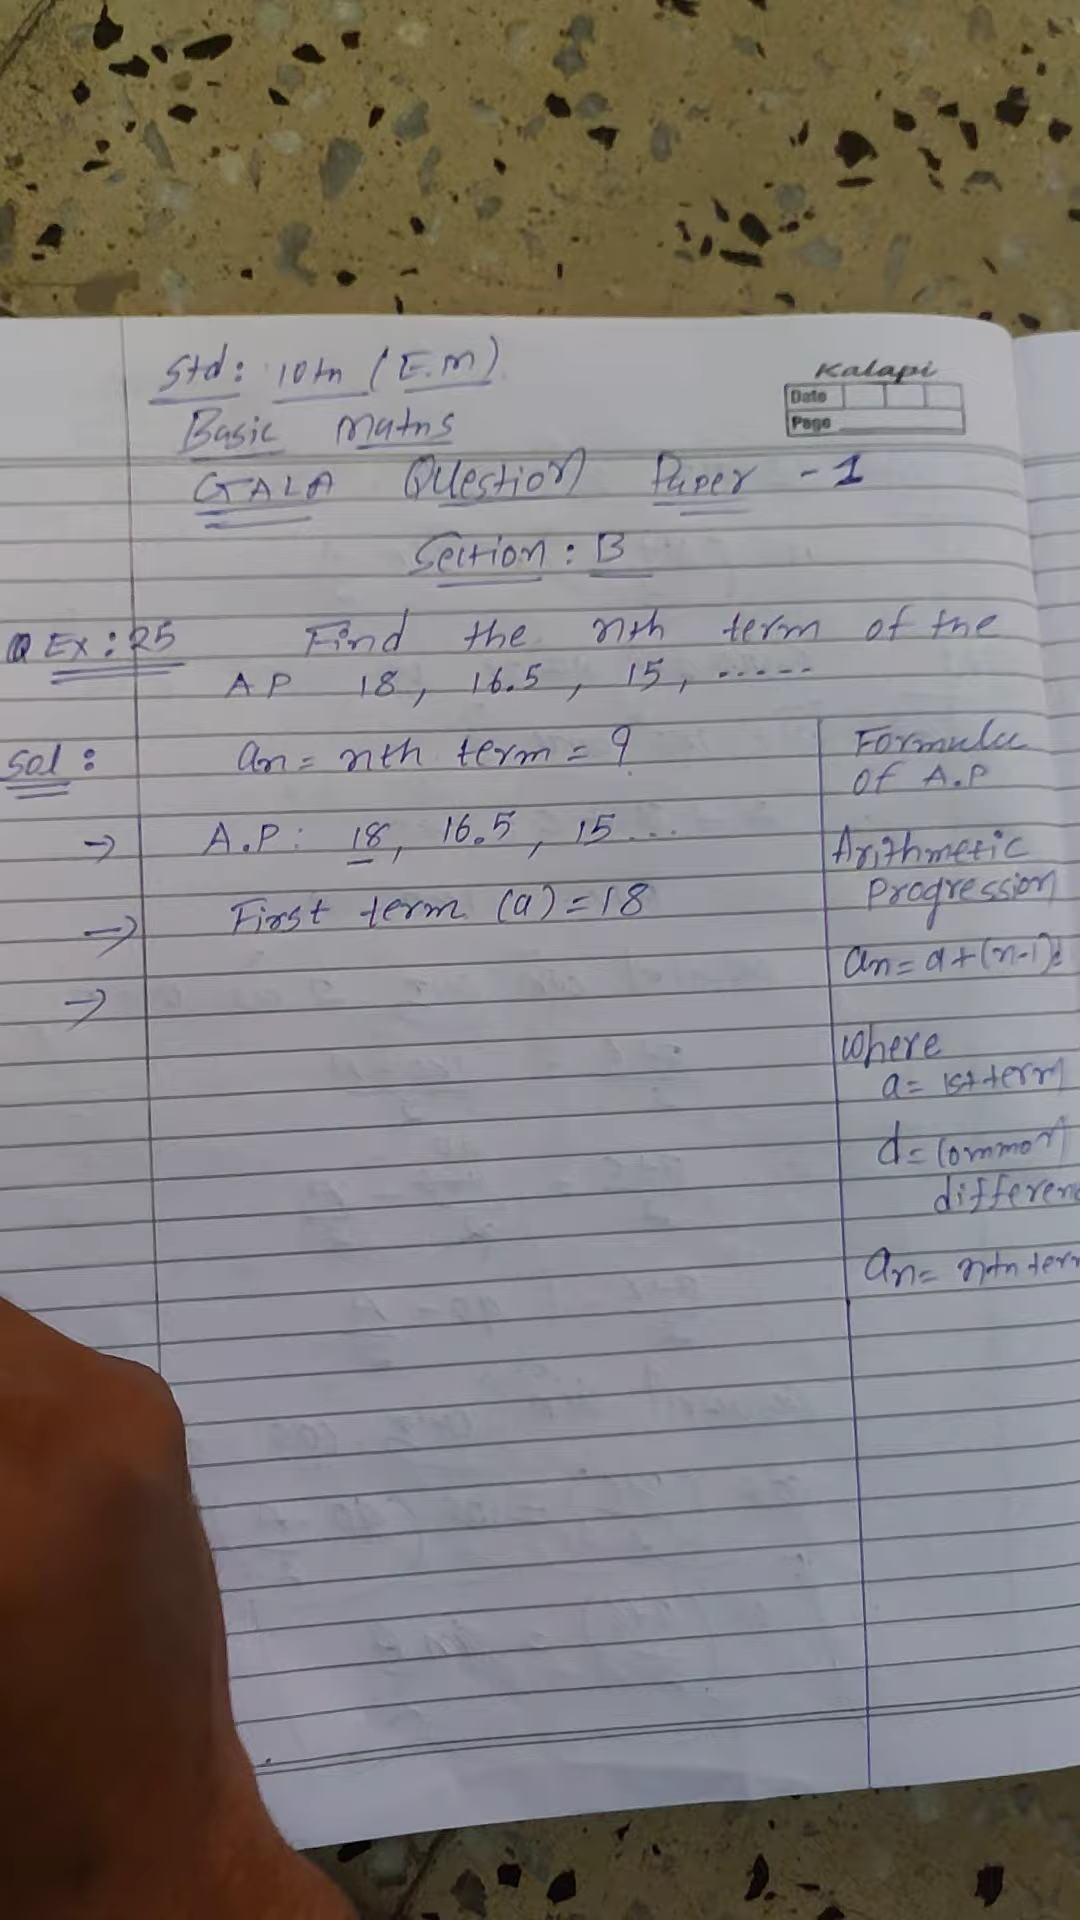 Std: 10th (E.M)
Kalapi
Date
Page
Basic Maths
GALA Question Paper - 1
Section: B
Q Ex: 25 Find the nth term of the
AP 18, 16.5, 15, .....
Sol: an = nth term = ?
→ A.P: 18, 16.5, 15...
→ First term (a) = 18
→
Formula
of A.P
Arithmetic
Progression
an = a + (n-1)
where
a = 1st term
d = Common
differenc
an = nth term